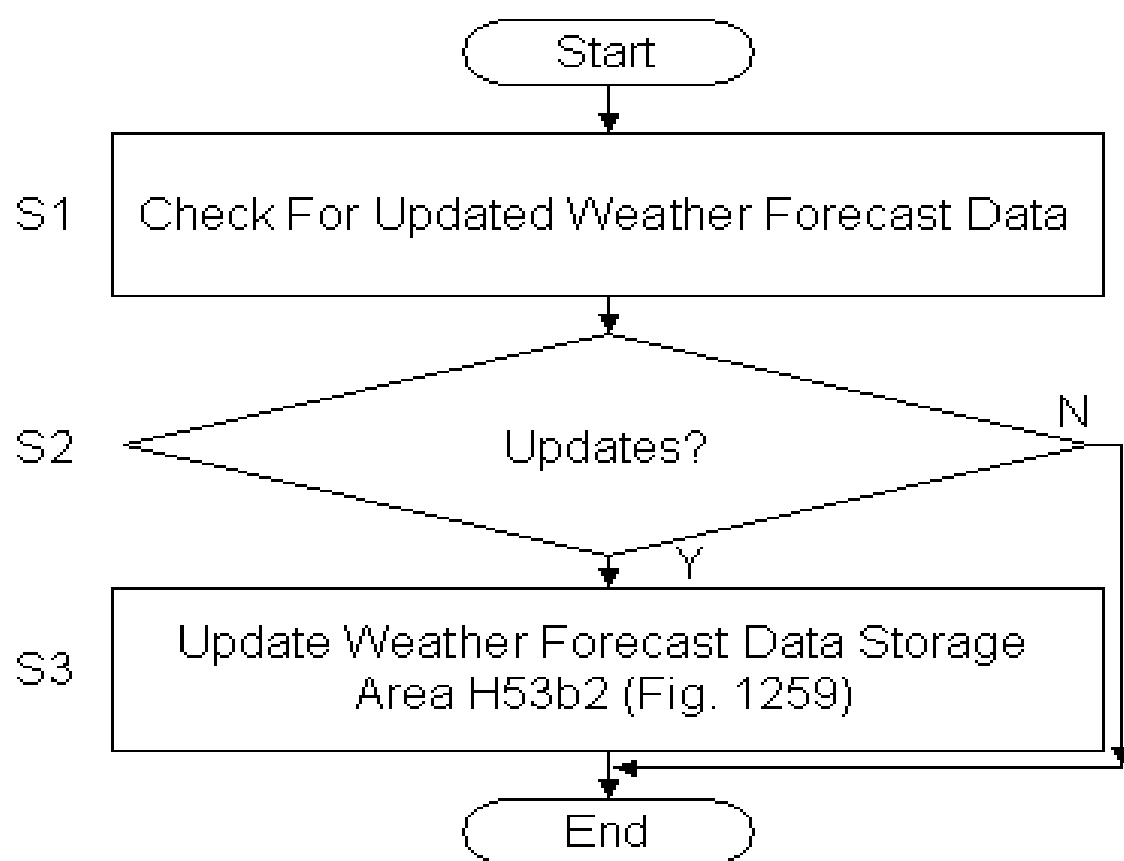 Start
S1
Check For Updated Weather Forecast Data
S2
Updates?
N
Y
S3
Update Weather Forecast Data Storage
Area H53b2 (Fig. 1259)
End